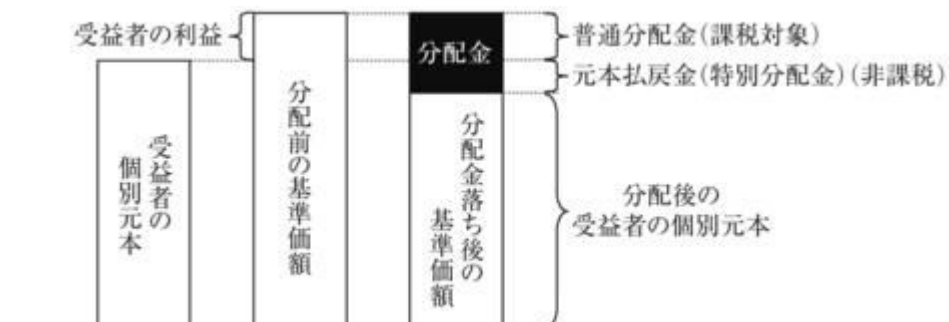 受益者の利益
分配金
普通分配金(課税対象)
元本払戻金(特別分配金)(非課税)
受益者の
個別元本
分配前の基準価額
分配金落ち後の
基準価額
分配後の
受益者の個別元本